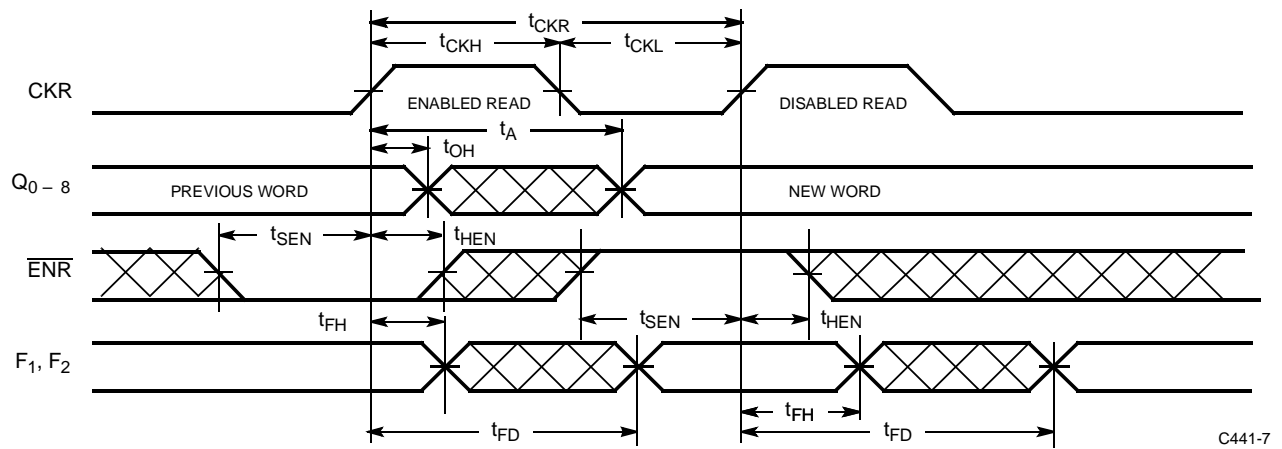 tCKR
tCKH tCKL
CKR
ENABLED READ DISABLED READ
tA
tOH
Q0 – 8
PREVIOUS WORD NEW WORD
tSEN tHEN
ENR
tFH tSEN tHEN
F1, F2
tFH
tFD tFD
C441-7